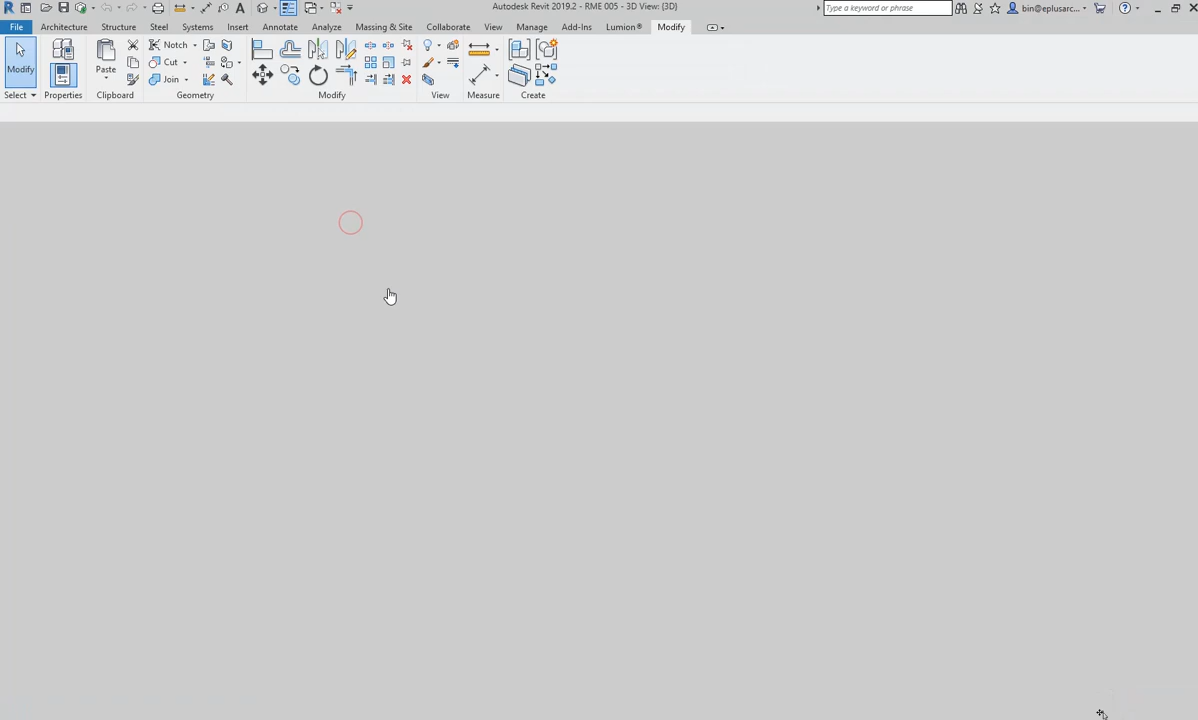 Autodesk Revit 2019.2 - RME 005 - 3D View: {3D}
Type a keyword or phrase
bin@eplusarc...
File Architecture Structure Steel Systems Insert Annotate Analyze Massing & Site Collaborate View Manage Add-Ins Lumion® Modify
Modify
Paste
Notch
Cut
Join
Select Properties Clipboard Geometry Modify View Measure Create